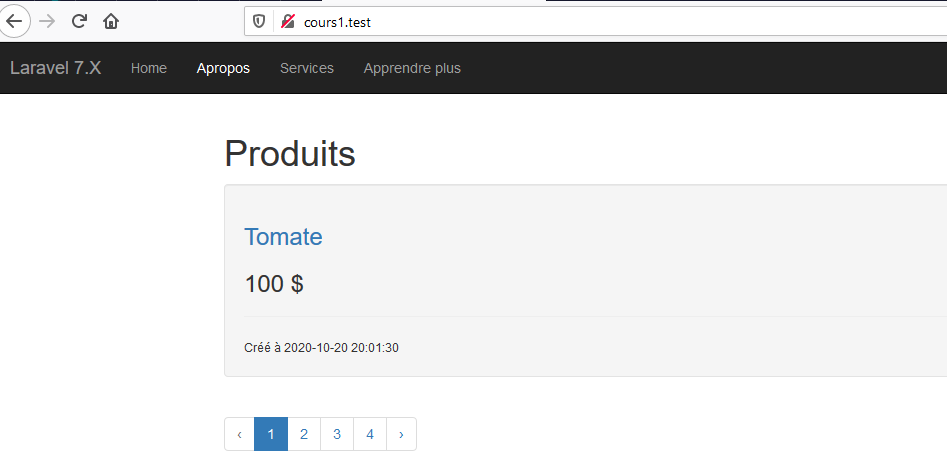 cours1.test
Laravel 7.X Home Apropos Services Apprendre plus
Produits
Tomate
100 $
Créé à 2020-10-20 20:01:30
‹ 1 2 3 4 ›